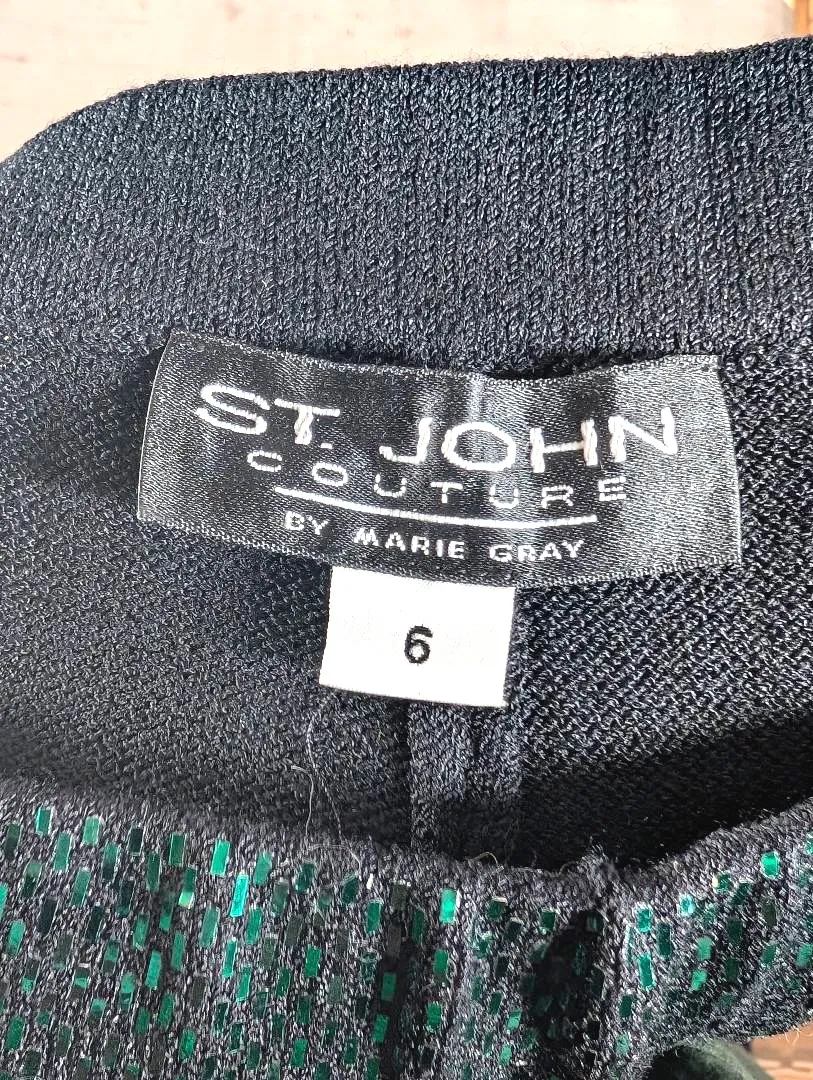 ST. JOHN
COUTURE
BY MARIE GRAY
6